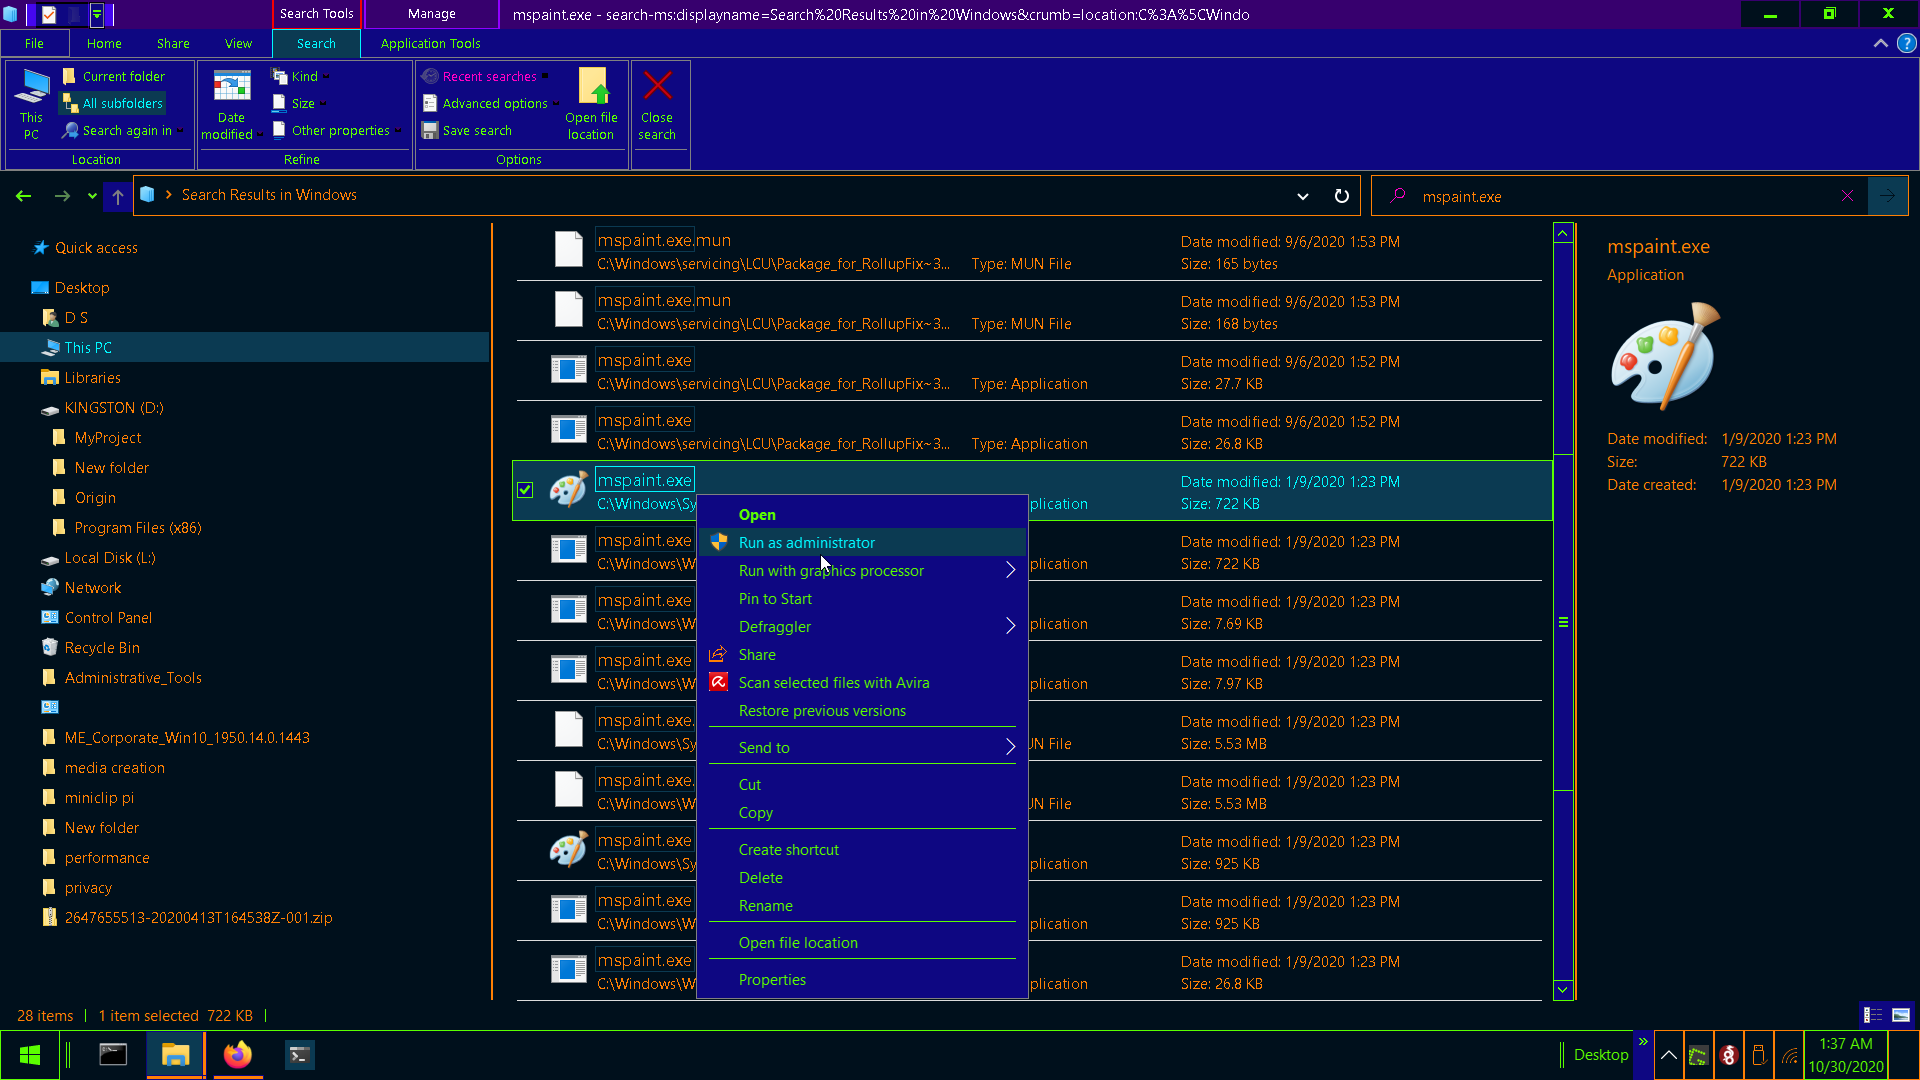 Search Tools
Manage
mspaint.exe - search-ms:displayname=Search%20Results%20in%20Windows&crumb=location:C%3A%5CWindo
File
Home
Share
View
Search
Application Tools
This PC
Current folder
All subfolders
Search again in
Location
Date modified
Kind
Size
Other properties
Refine
Recent searches
Advanced options
Save search
Open file location
Options
Close search
Search Results in Windows
mspaint.exe
Quick access
Desktop
D S
This PC
Libraries
KINGSTON (D:)
MyProject
New folder
Origin
Program Files (x86)
Local Disk (L:)
Network
Control Panel
Recycle Bin
Administrative_Tools
ME_Corporate_Win10_1950.14.0.1443
media creation
miniclip pi
New folder
performance
privacy
2647655513-20200413T164538Z-001.zip
mspaint.exe.mun
Date modified: 9/6/2020 1:53 PM
C:\Windows\servicing\LCU\Package_for_RollupFix~3...
Type: MUN File
Size: 165 bytes
mspaint.exe.mun
Date modified: 9/6/2020 1:53 PM
C:\Windows\servicing\LCU\Package_for_RollupFix~3...
Type: MUN File
Size: 168 bytes
mspaint.exe
Date modified: 9/6/2020 1:52 PM
C:\Windows\servicing\LCU\Package_for_RollupFix~3...
Type: Application
Size: 27.7 KB
mspaint.exe
Date modified: 9/6/2020 1:52 PM
C:\Windows\servicing\LCU\Package_for_RollupFix~3...
Type: Application
Size: 26.8 KB
mspaint.exe
Date modified: 1/9/2020 1:23 PM
C:\Windows\Sy
plication
Size: 722 KB
mspaint.exe
Date modified: 1/9/2020 1:23 PM
C:\Windows\W
plication
Size: 722 KB
mspaint.exe
Date modified: 1/9/2020 1:23 PM
C:\Windows\W
plication
Size: 7.69 KB
mspaint.exe
Date modified: 1/9/2020 1:23 PM
C:\Windows\W
plication
Size: 7.97 KB
mspaint.exe.
Date modified: 1/9/2020 1:23 PM
C:\Windows\Sy
UN File
Size: 5.53 MB
mspaint.exe.
Date modified: 1/9/2020 1:23 PM
C:\Windows\W
UN File
Size: 5.53 MB
mspaint.exe
Date modified: 1/9/2020 1:23 PM
C:\Windows\Sy
plication
Size: 925 KB
mspaint.exe
Date modified: 1/9/2020 1:23 PM
C:\Windows\W
plication
Size: 925 KB
mspaint.exe
Date modified: 1/9/2020 1:23 PM
C:\Windows\W
plication
Size: 26.8 KB
Open
Run as administrator
Run with graphics processor
Pin to Start
Defraggler
Share
Scan selected files with Avira
Restore previous versions
Send to
Cut
Copy
Create shortcut
Delete
Rename
Open file location
Properties
mspaint.exe
Application
Date modified: 1/9/2020 1:23 PM
Size: 722 KB
Date created: 1/9/2020 1:23 PM
28 items
1 item selected 722 KB
Desktop
1:37 AM
10/30/2020